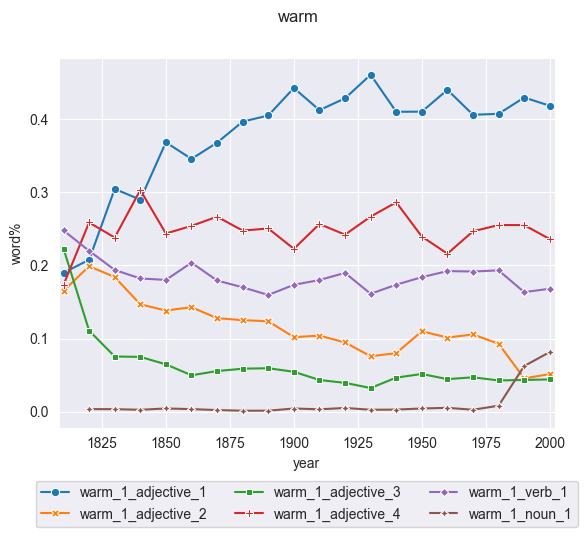 warm
word%
0.4
0.3
0.2
0.1
0.0
1825 1850 1875 1900 1925 1950 1975 2000
year
warm_1_adjective_1 warm_1_adjective_3 warm_1_verb_1
warm_1_adjective_2 warm_1_adjective_4 warm_1_noun_1